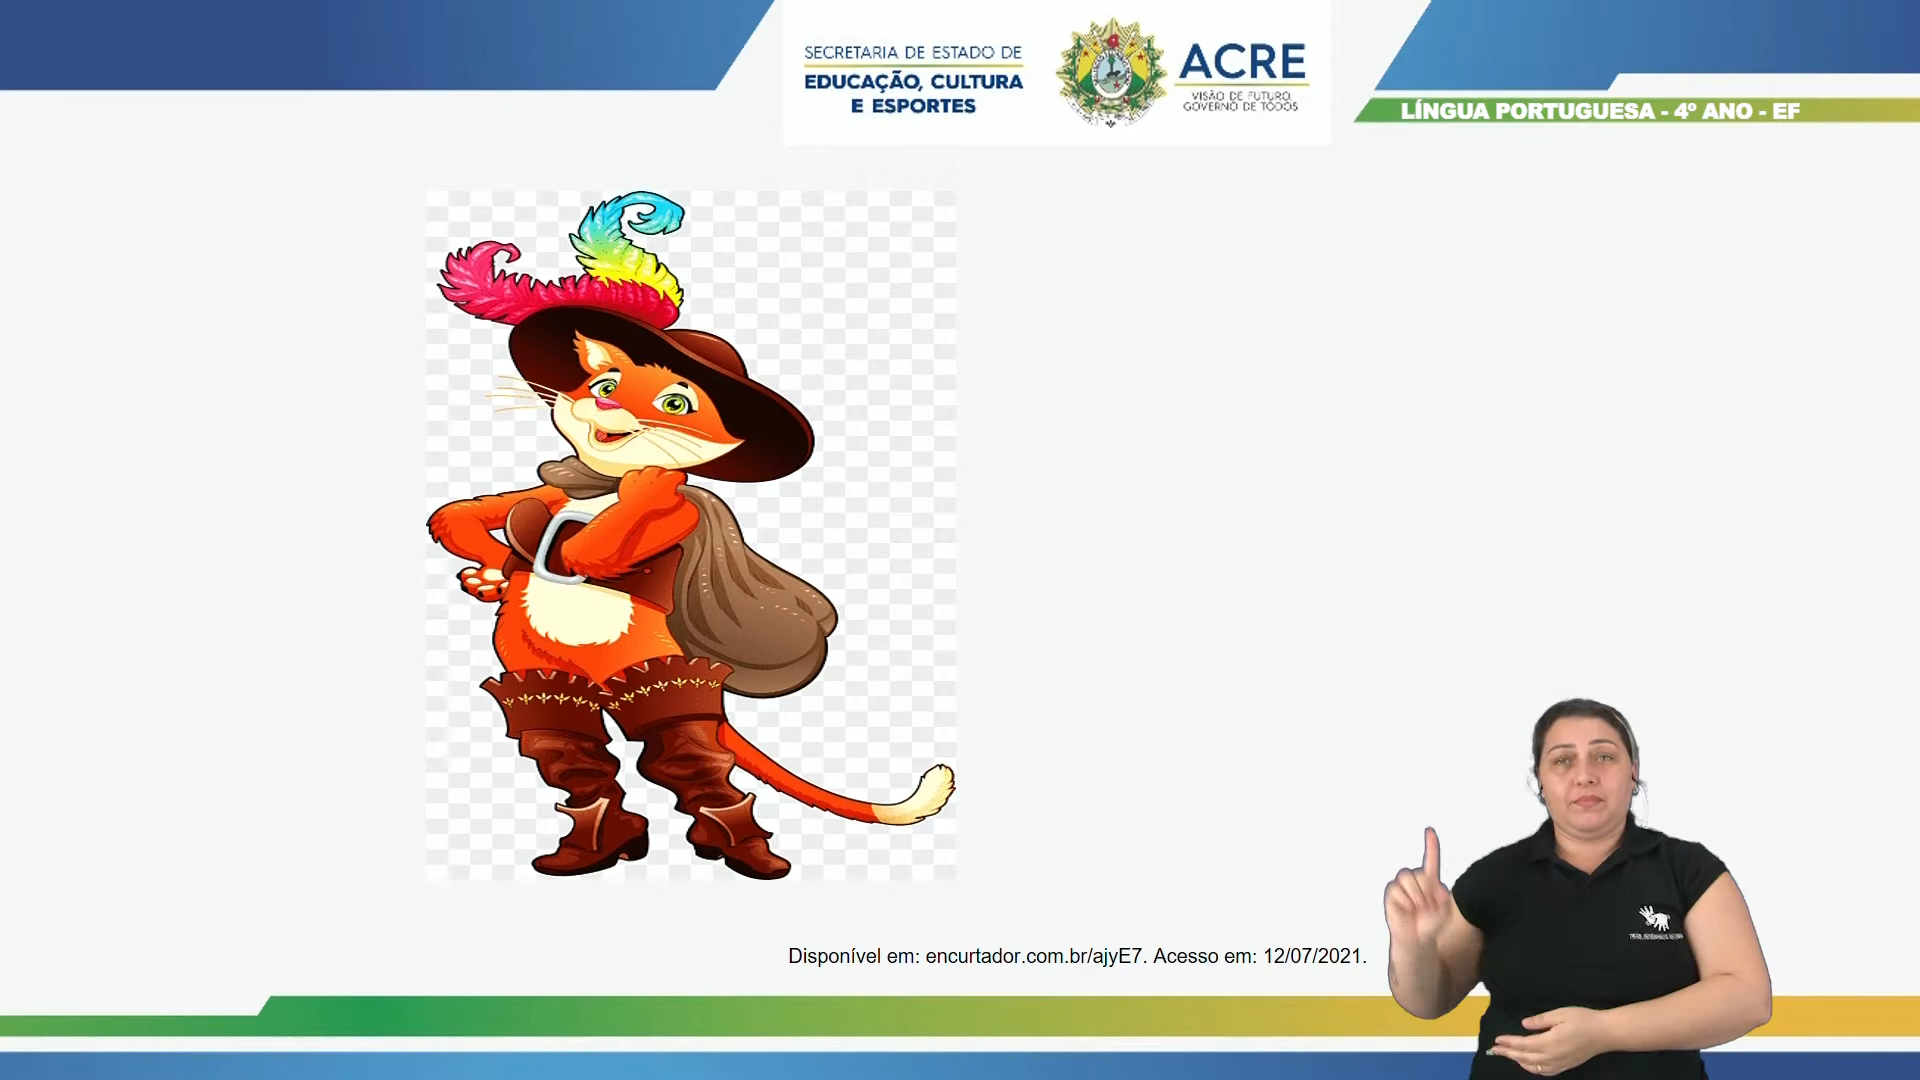 SECRETARIA DE ESTADO DE
EDUCAÇÃO, CULTURA
E ESPORTES
ACRE
VISÃO DE FUTURO,
GOVERNO DE TODOS
LÍNGUA PORTUGUESA - 4º ANO - EF
Disponível em: encurtador.com.br/ajyE7. Acesso em: 12/07/2021.